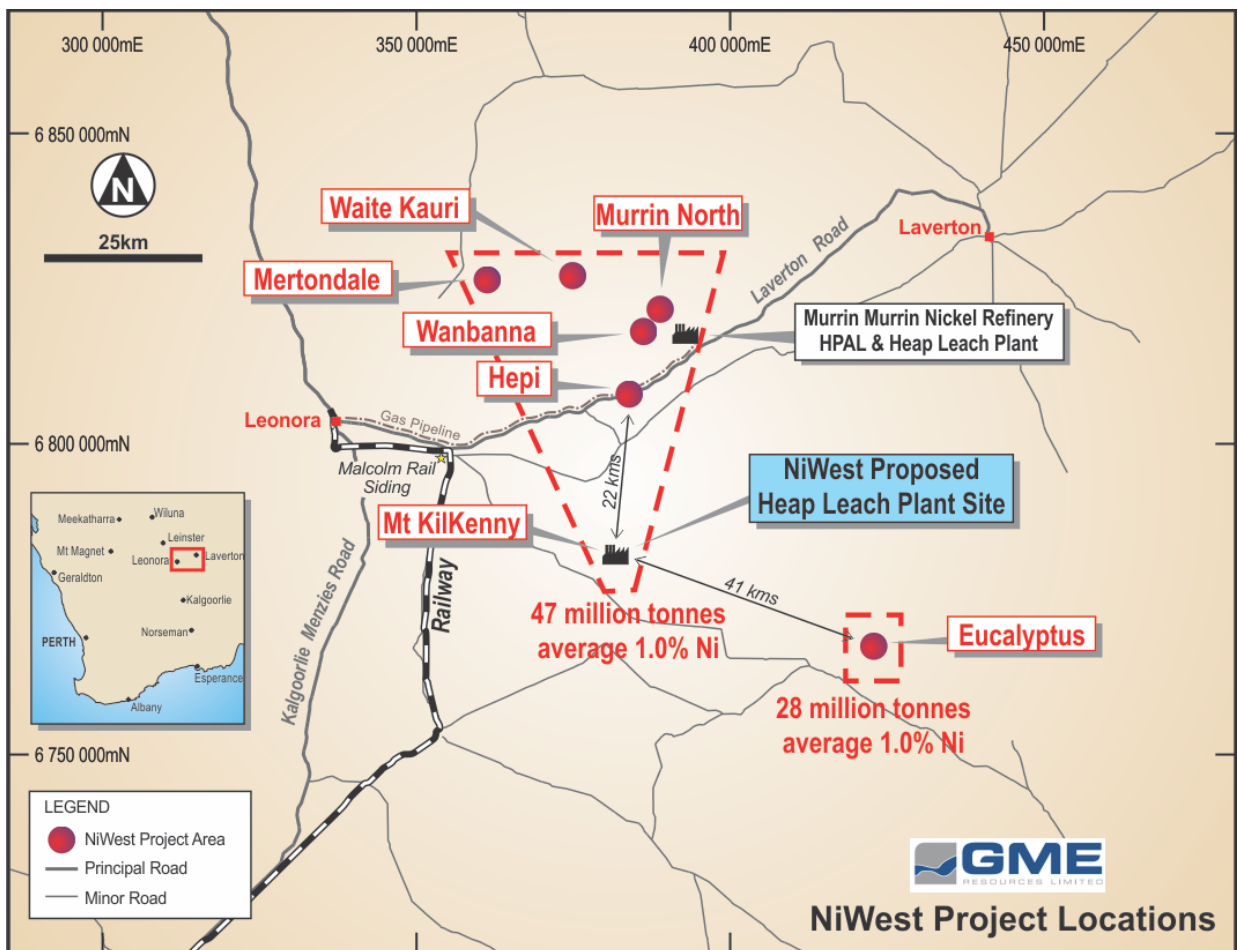 300 000mE
350 000mE
400 000mE
450 000mE
6 850 000mN
N
25km
Waite Kauri
Murrin North
Laverton
Laverton Road
Mertondale
Wanbanna
Murrin Murrin Nickel Refinery
HPAL & Heap Leach Plant
Hepi
Leonora
Gas Pipeline
6 800 000mN
Malcolm Rail
Siding
22 kms
NiWest Proposed
Heap Leach Plant Site
Mt KilKenny
Meekatharra
Wiluna
Leinster
Mt Magnet
Leonora
Laverton
Geraldton
Kalgoorlie
PERTH
Norseman
Esperance
Albany
Kalgoorlie Menzies Road
Railway
41 kms
47 million tonnes
average 1.0% Ni
Eucalyptus
28 million tonnes
average 1.0% Ni
6 750 000mN
LEGEND
NiWest Project Area
Principal Road
Minor Road
GME
RESOURCES LIMITED
NiWest Project Locations